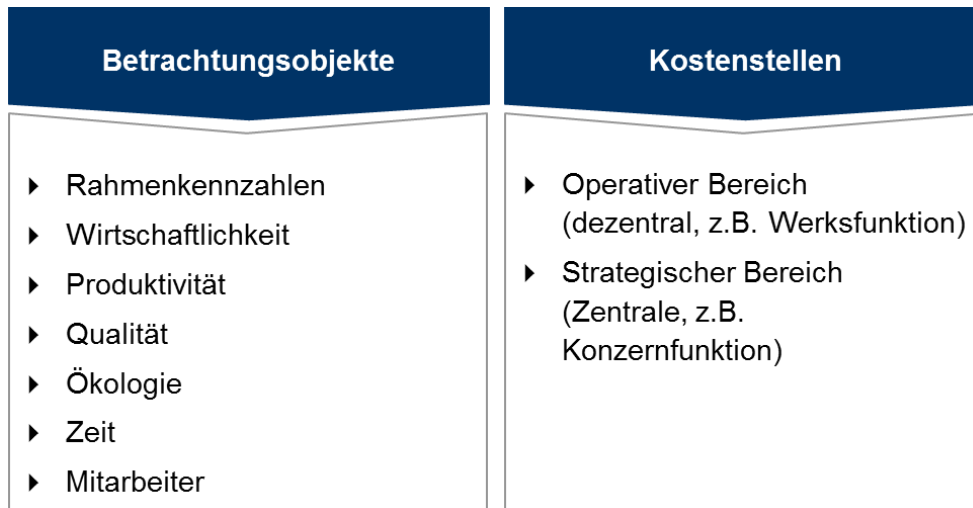 Betrachtungsobjekte
Rahmenkennzahlen
Wirtschaftlichkeit
Produktivität
Qualität
Ökologie
Zeit
Mitarbeiter
Kostenstellen
Operativer Bereich
(dezentral, z.B. Werksfunktion)
Strategischer Bereich
(Zentrale, z.B.
Konzernfunktion)